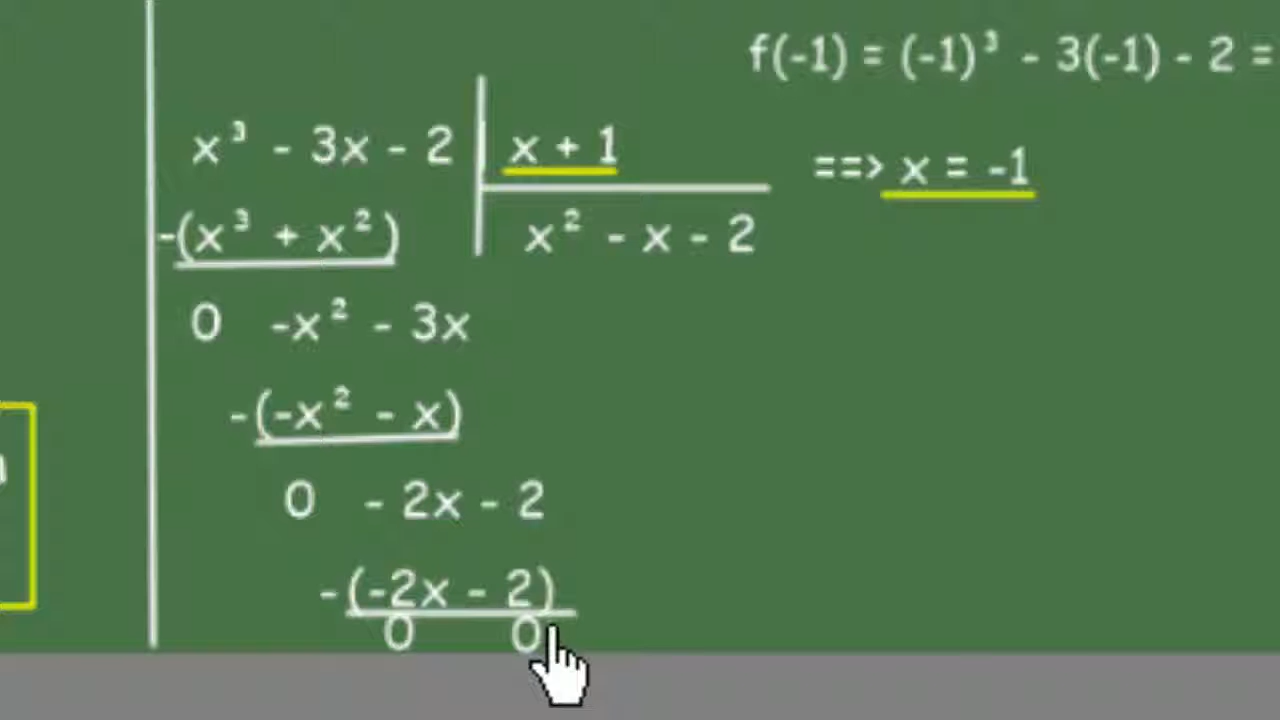 f(-1) = (-1)³ - 3(-1) - 2 =
x³ - 3x - 2 x + 1
==> x = -1
-(x³ + x²) x² - x - 2
0 -x² - 3x
-(-x² - x)
0 - 2x - 2
-(-2x - 2)
0 0